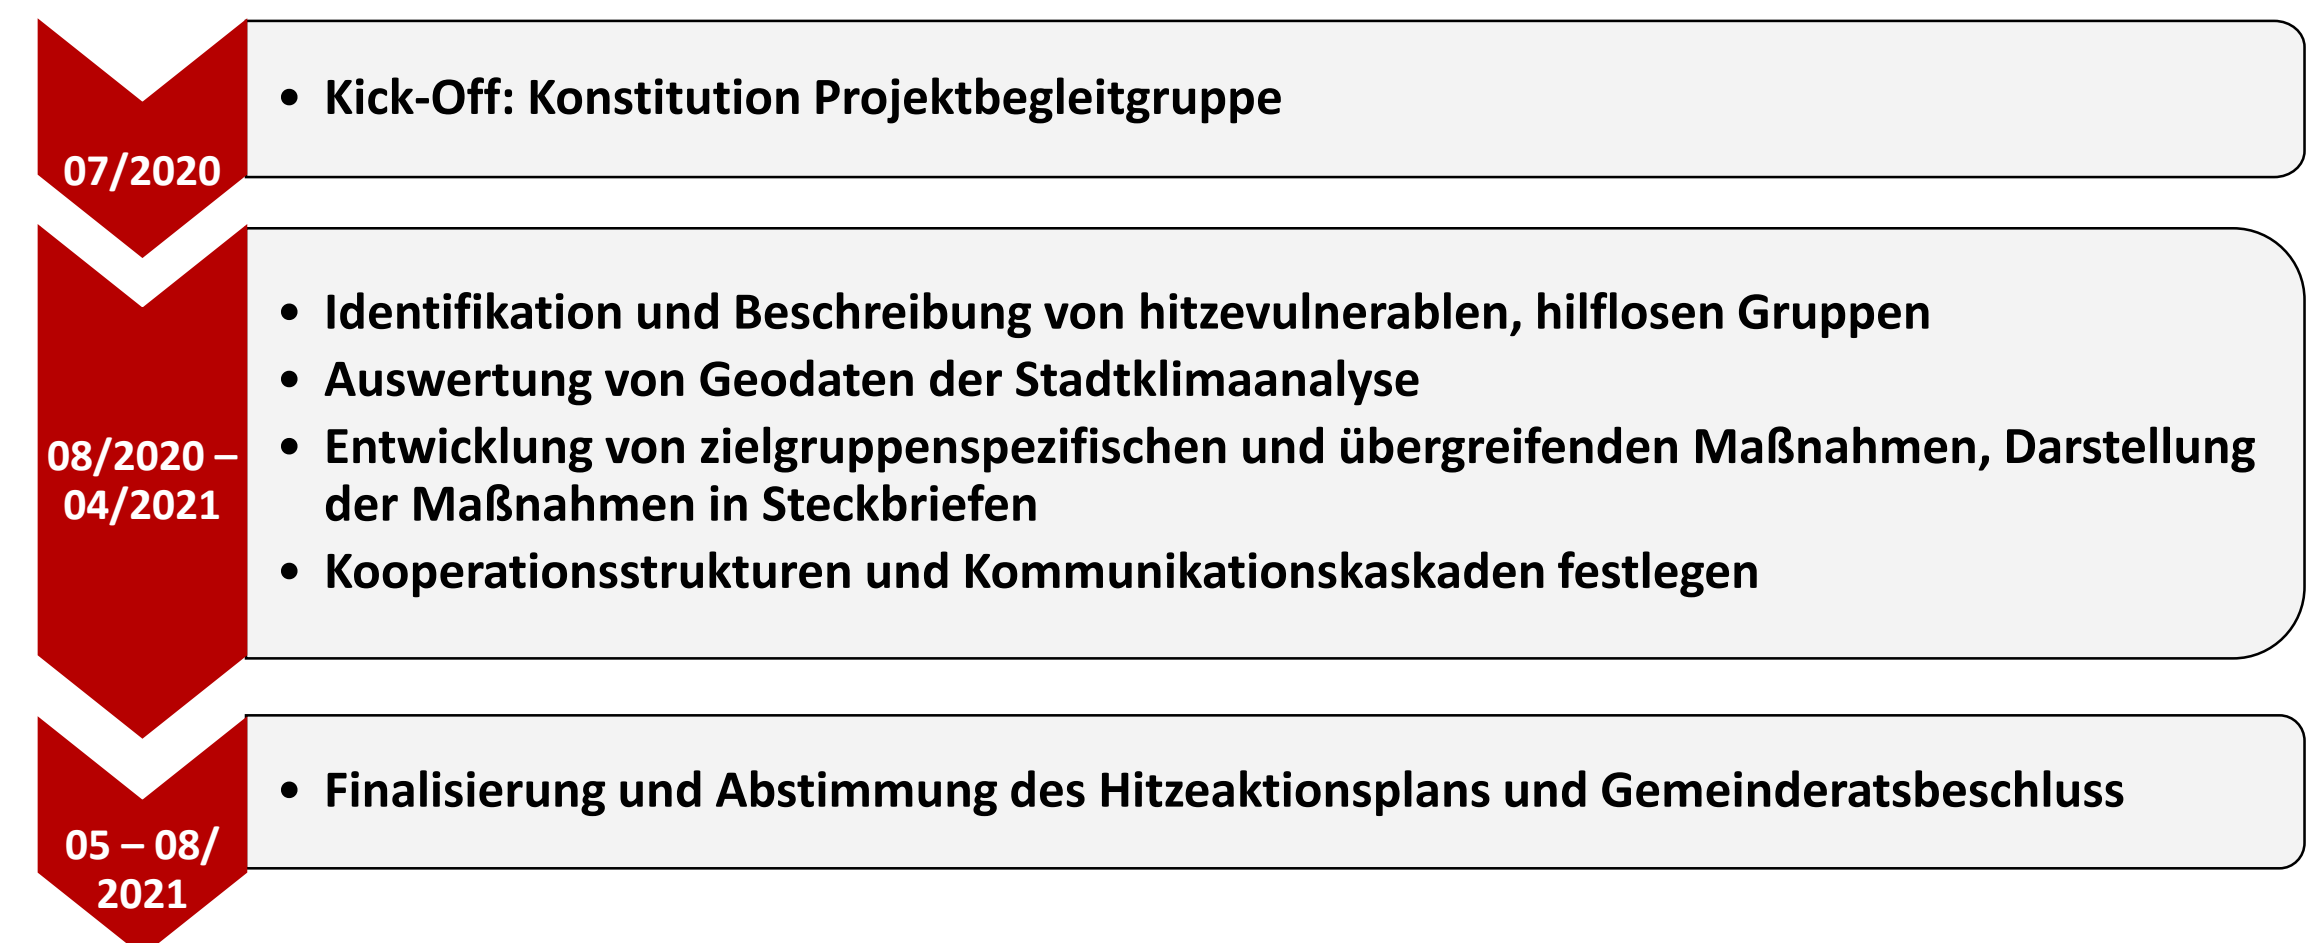 07/2020
• Kick-Off: Konstitution Projektbegleitgruppe
08/2020 –
04/2021
• Identifikation und Beschreibung von hitzevulnerablen, hilflosen Gruppen
• Auswertung von Geodaten der Stadtklimaanalyse
• Entwicklung von zielgruppenspezifischen und übergreifenden Maßnahmen, Darstellung
der Maßnahmen in Steckbriefen
• Kooperationsstrukturen und Kommunikationskaskaden festlegen
05 – 08/
2021
• Finalisierung und Abstimmung des Hitzeaktionsplans und Gemeinderatsbeschluss